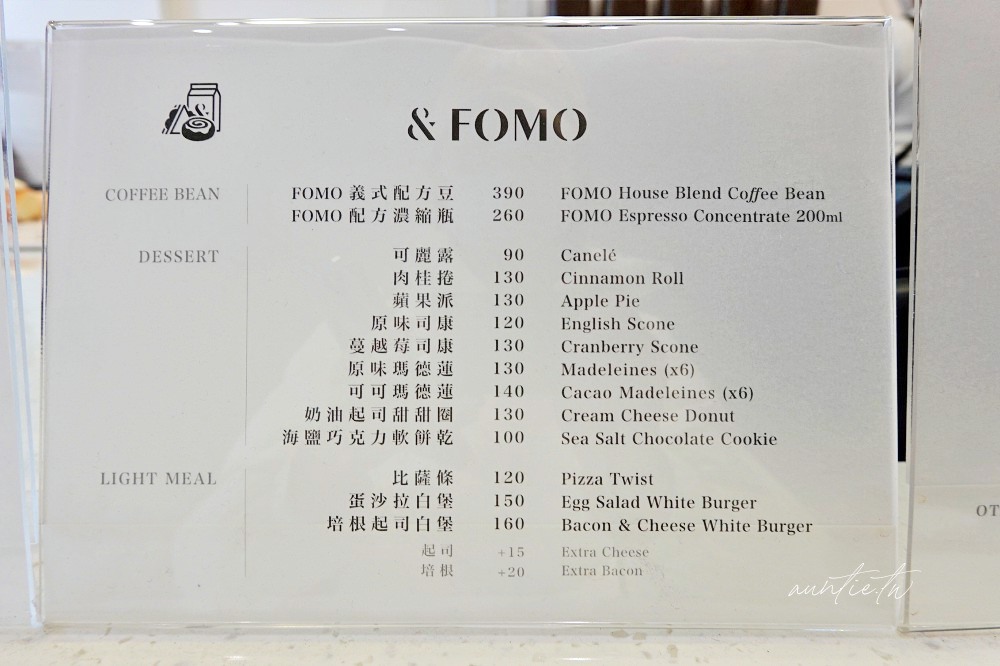 & FOMO
COFFEE BEAN
FOMO 義式配方豆 390 FOMO House Blend Coffee Bean
FOMO 配方濃縮瓶 260 FOMO Espresso Concentrate 200ml
DESSERT
可麗露 90 Canelé
肉桂捲 130 Cinnamon Roll
蘋果派 130 Apple Pie
原味司康 120 English Scone
蔓越莓司康 130 Cranberry Scone
原味瑪德蓮 130 Madeleines (x6)
可可瑪德蓮 140 Cacao Madeleines (x6)
奶油起司甜甜圈 130 Cream Cheese Donut
海鹽巧克力軟餅乾 100 Sea Salt Chocolate Cookie
LIGHT MEAL
比薩條 120 Pizza Twist
蛋沙拉白堡 150 Egg Salad White Burger
培根起司白堡 160 Bacon & Cheese White Burger
起司 +15 Extra Cheese
培根 +20 Extra Bacon
auntie.tw
OT